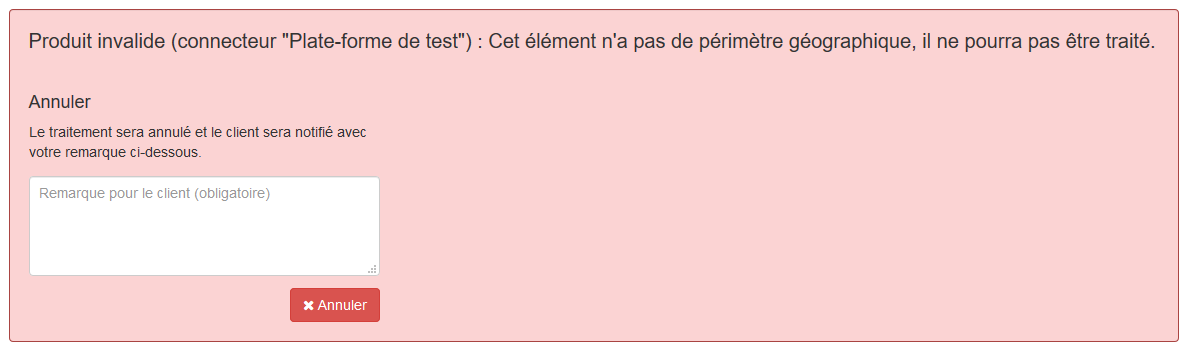 Produit invalide (connecteur "Plate-forme de test") : Cet élément n'a pas de périmètre géographique, il ne pourra pas être traité.
Annuler
Le traitement sera annulé et le client sera notifié avec
votre remarque ci-dessous.
Remarque pour le client (obligatoire)
Annuler